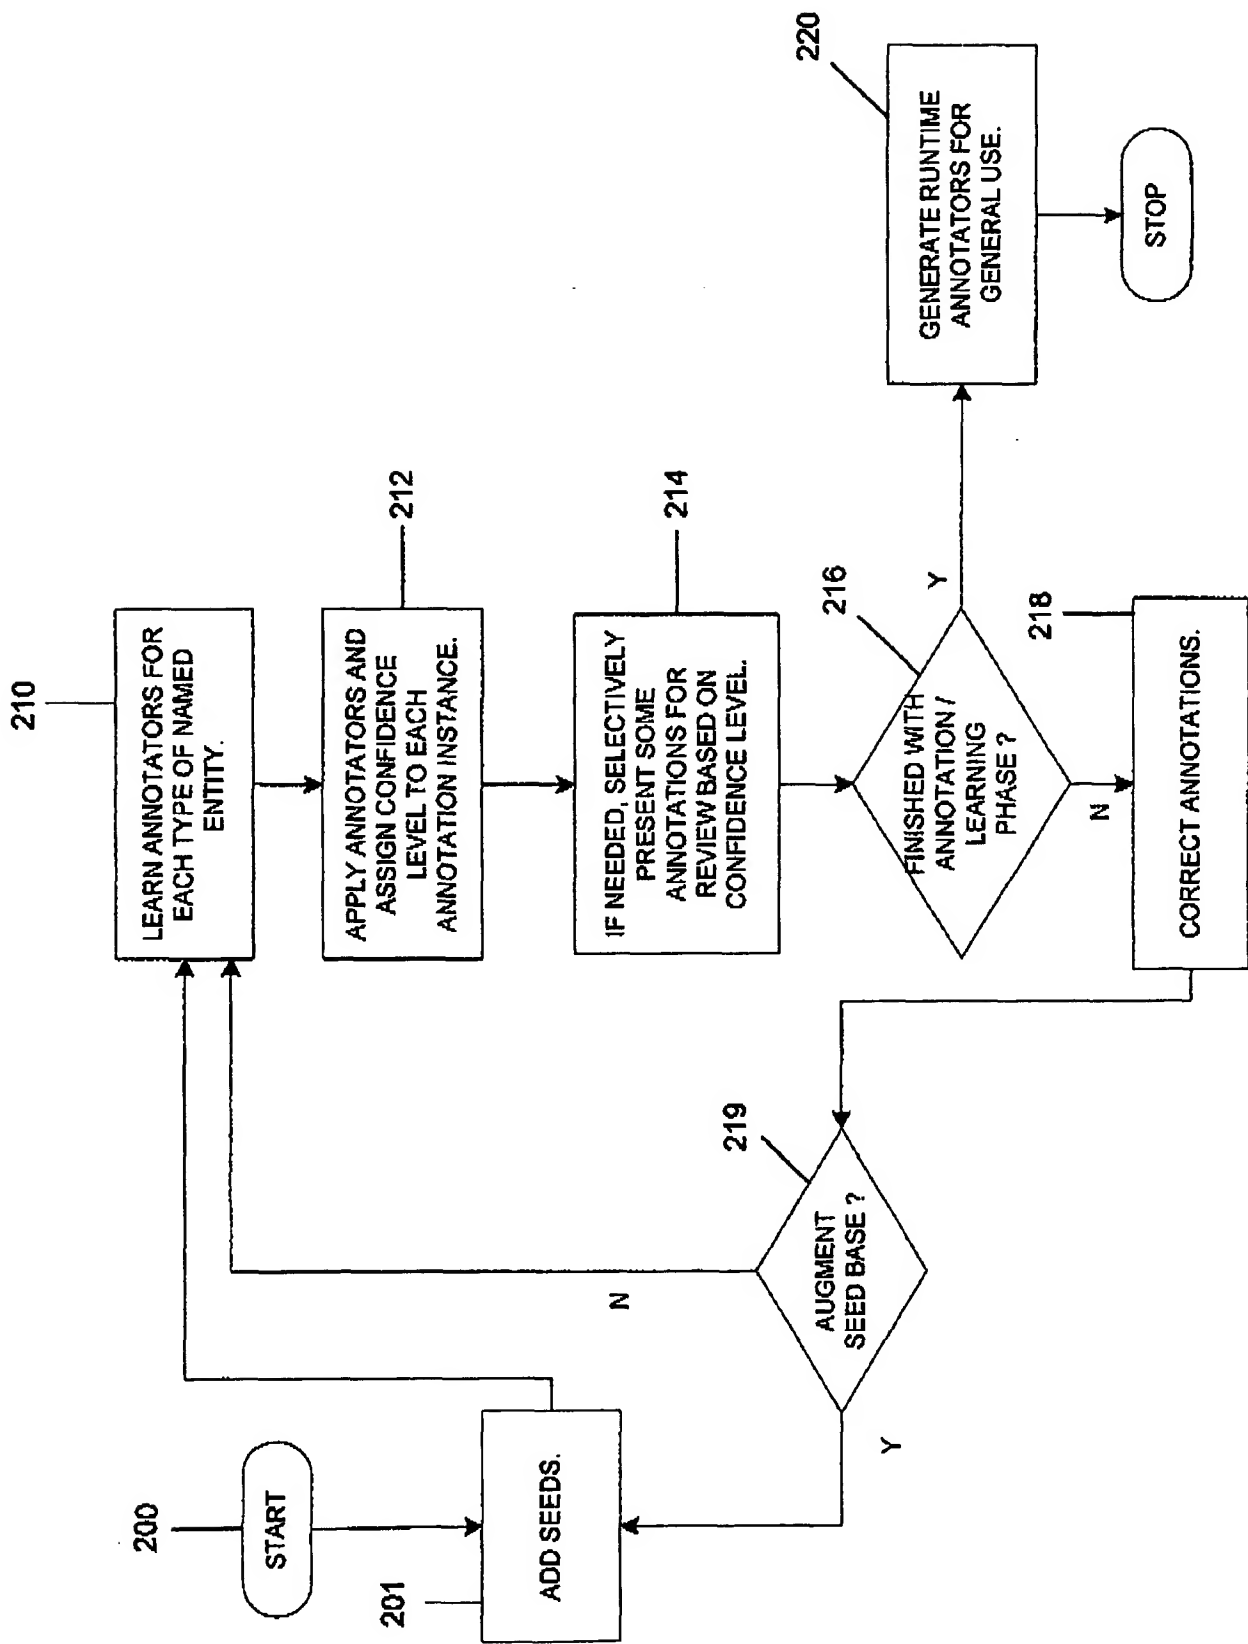 200
START
201
ADD SEEDS.
210
LEARN ANNOTATORS FOR
EACH TYPE OF NAMED
ENTITY.
212
APPLY ANNOTATORS AND
ASSIGN CONFIDENCE
LEVEL TO EACH
ANNOTATION INSTANCE.
214
IF NEEDED, SELECTIVELY
PRESENT SOME
ANNOTATIONS FOR
REVIEW BASED ON
CONFIDENCE LEVEL.
216
FINISHED WITH
ANNOTATION /
LEARNING
PHASE ?
Y
N
218
CORRECT ANNOTATIONS.
219
AUGMENT
SEED BASE ?
N
Y
220
GENERATE RUNTIME
ANNOTATORS FOR
GENERAL USE.
STOP